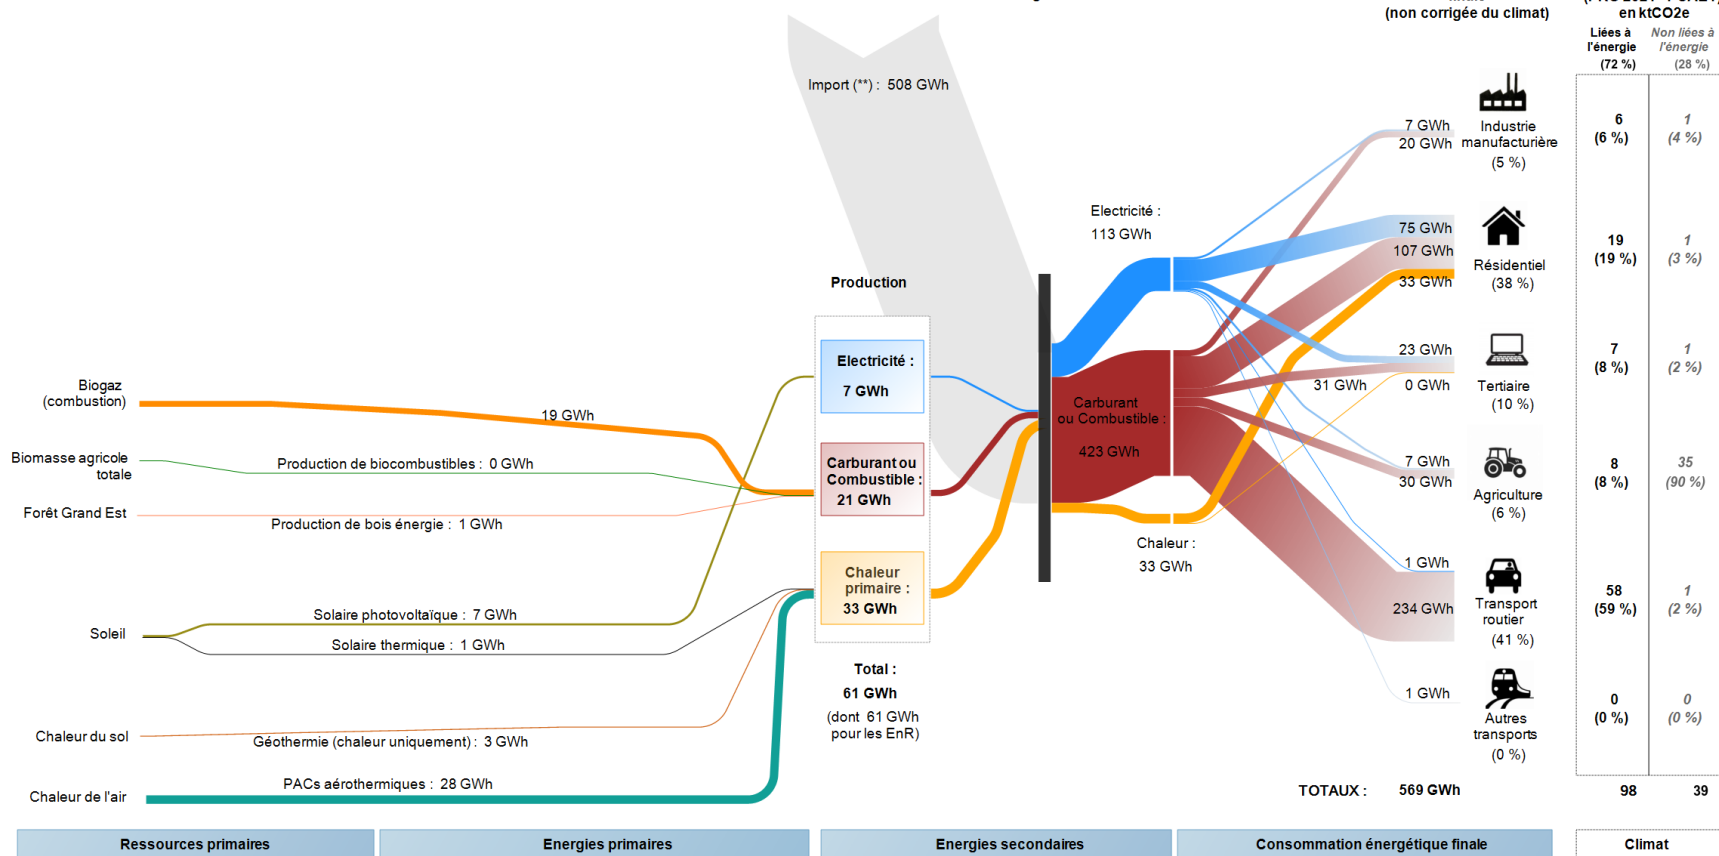 (non corrigée du climat)
en ktCO2e
Liées à
l'énergie
(72 %)
Non liées à
l'énergie
(28 %)
Import (**) : 508 GWh
7 GWh
20 GWh
Industrie
manufacturière
(5 %)
6
(6 %)
1
(4 %)
Electricité :
113 GWh
75 GWh
107 GWh
33 GWh
Résidentiel
(38 %)
19
(19 %)
1
(3 %)
Production
Electricité :
7 GWh
23 GWh
31 GWh
0 GWh
Tertiaire
(10 %)
7
(8 %)
1
(2 %)
Biogaz
(combustion)
19 GWh
Carburant
ou Combustible :
423 GWh
Biomasse agricole
totale
Production de biocombustibles : 0 GWh
Carburant ou
Combustible :
21 GWh
7 GWh
30 GWh
Agriculture
(6 %)
8
(8 %)
35
(90 %)
Forêt Grand Est
Production de bois énergie : 1 GWh
Chaleur :
33 GWh
Chaleur
primaire :
33 GWh
1 GWh
234 GWh
Transport
routier
(41 %)
58
(59 %)
1
(2 %)
Soleil
Solaire photovoltaïque : 7 GWh
Solaire thermique : 1 GWh
Total :
61 GWh
(dont 61 GWh
pour les EnR)
1 GWh
Autres
transports
(0 %)
0
(0 %)
0
(0 %)
Chaleur du sol
Géothermie (chaleur uniquement) : 3 GWh
Chaleur de l'air
PACs aérothermiques : 28 GWh
TOTAUX : 569 GWh
98
39
Ressources primaires
Energies primaires
Energies secondaires
Consommation énergétique finale
Climat